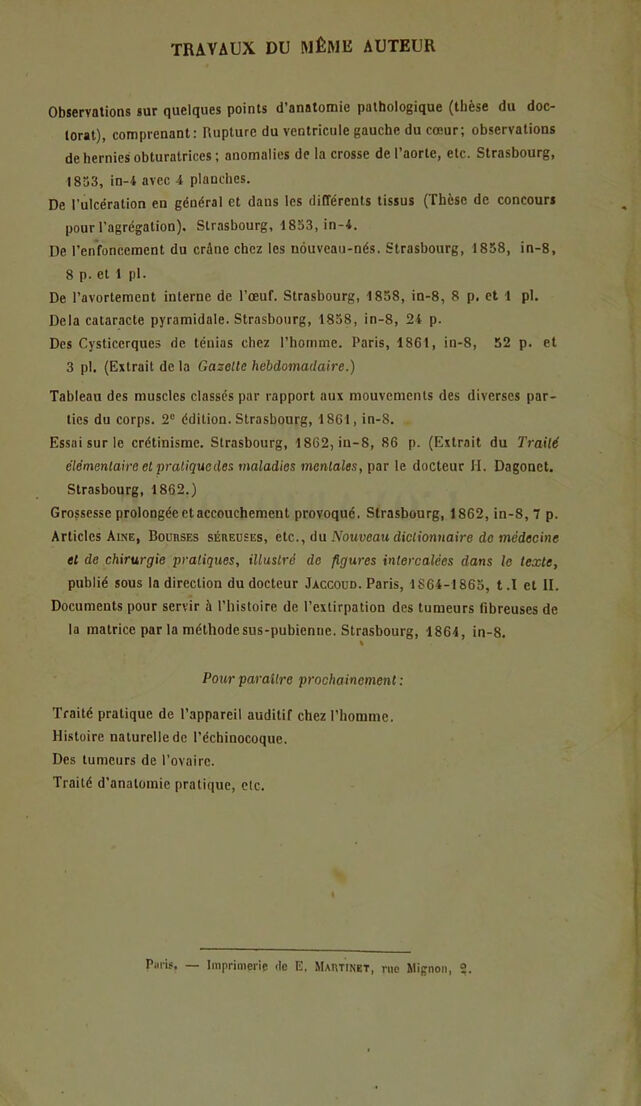 TRAVAUX DU MÊME AUTEUR
Observations sur quelques points d'anatomie pathologique (thèse du doc-
torat), comprenant: Rupture du ventricule gauche du cœur; observations
de hernies obturatrices; anomalies de la crosse de l'aorte, etc. Strasbourg,
1853, in-4 avec 4 planches.
De l'ulcération en général et dans les différents tissus (Thèse de concours
pour l'agrégation). Strasbourg, 1853, in-4.
De l'enfoncement du crâne chez les nouveau-nés. Strasbourg, 1858, in-8,
8 p. et 1 pl.
De l'avortement interne de l'œuf. Strasbourg, 1858, in-8, 8 p. et 1 pl.
Dela cataracte pyramidale. Strasbourg, 1858, in-8, 24 p.
Des Cysticerques de ténias chez l'homme. Paris, 1861, in-8, 52 p. et
3 pl. (Extrait de la Gazette hebdomadaire.)
Tableau des muscles classés par rapport aux mouvements des diverses par-
ties du corps. 2e édition. Strasbourg, 1861, in-8.
Essai sur le crétinisme. Strasbourg, 1862, in-8, 86 p. (Extrait du Traité
élémentaire et pratique des maladies mentales, par le docteur H. Dagonet.
Strasbourg, 1862.)
Grossesse prolongée et accouchement provoqué. Strasbourg, 1862, in-8, 7 p.
Articles AINE, BOURSES SÉREUSES, etc., du Nouveau dictionnaire de médecine
et de chirurgie pratiques, illustré de figures intercalées dans le texte,
publié sous la direction du docteur JACCOUD. Paris, 1864-1865, t.I et II.
Documents pour servir à l'histoire de l'extirpation des tumeurs fibreuses de
la matrice par la méthode sus-pubienne. Strasbourg, 1864, in-8.
Pour paraître prochainement:
Traité pratique de l'appareil auditif chez l'homme.
Histoire naturelle de l'échinocoque.
Des tumeurs de l'ovaire.
Traité d'anatomie pratique, etc.
Paris, — Imprimerie de E. MARTINET, rue Mignon, 2.